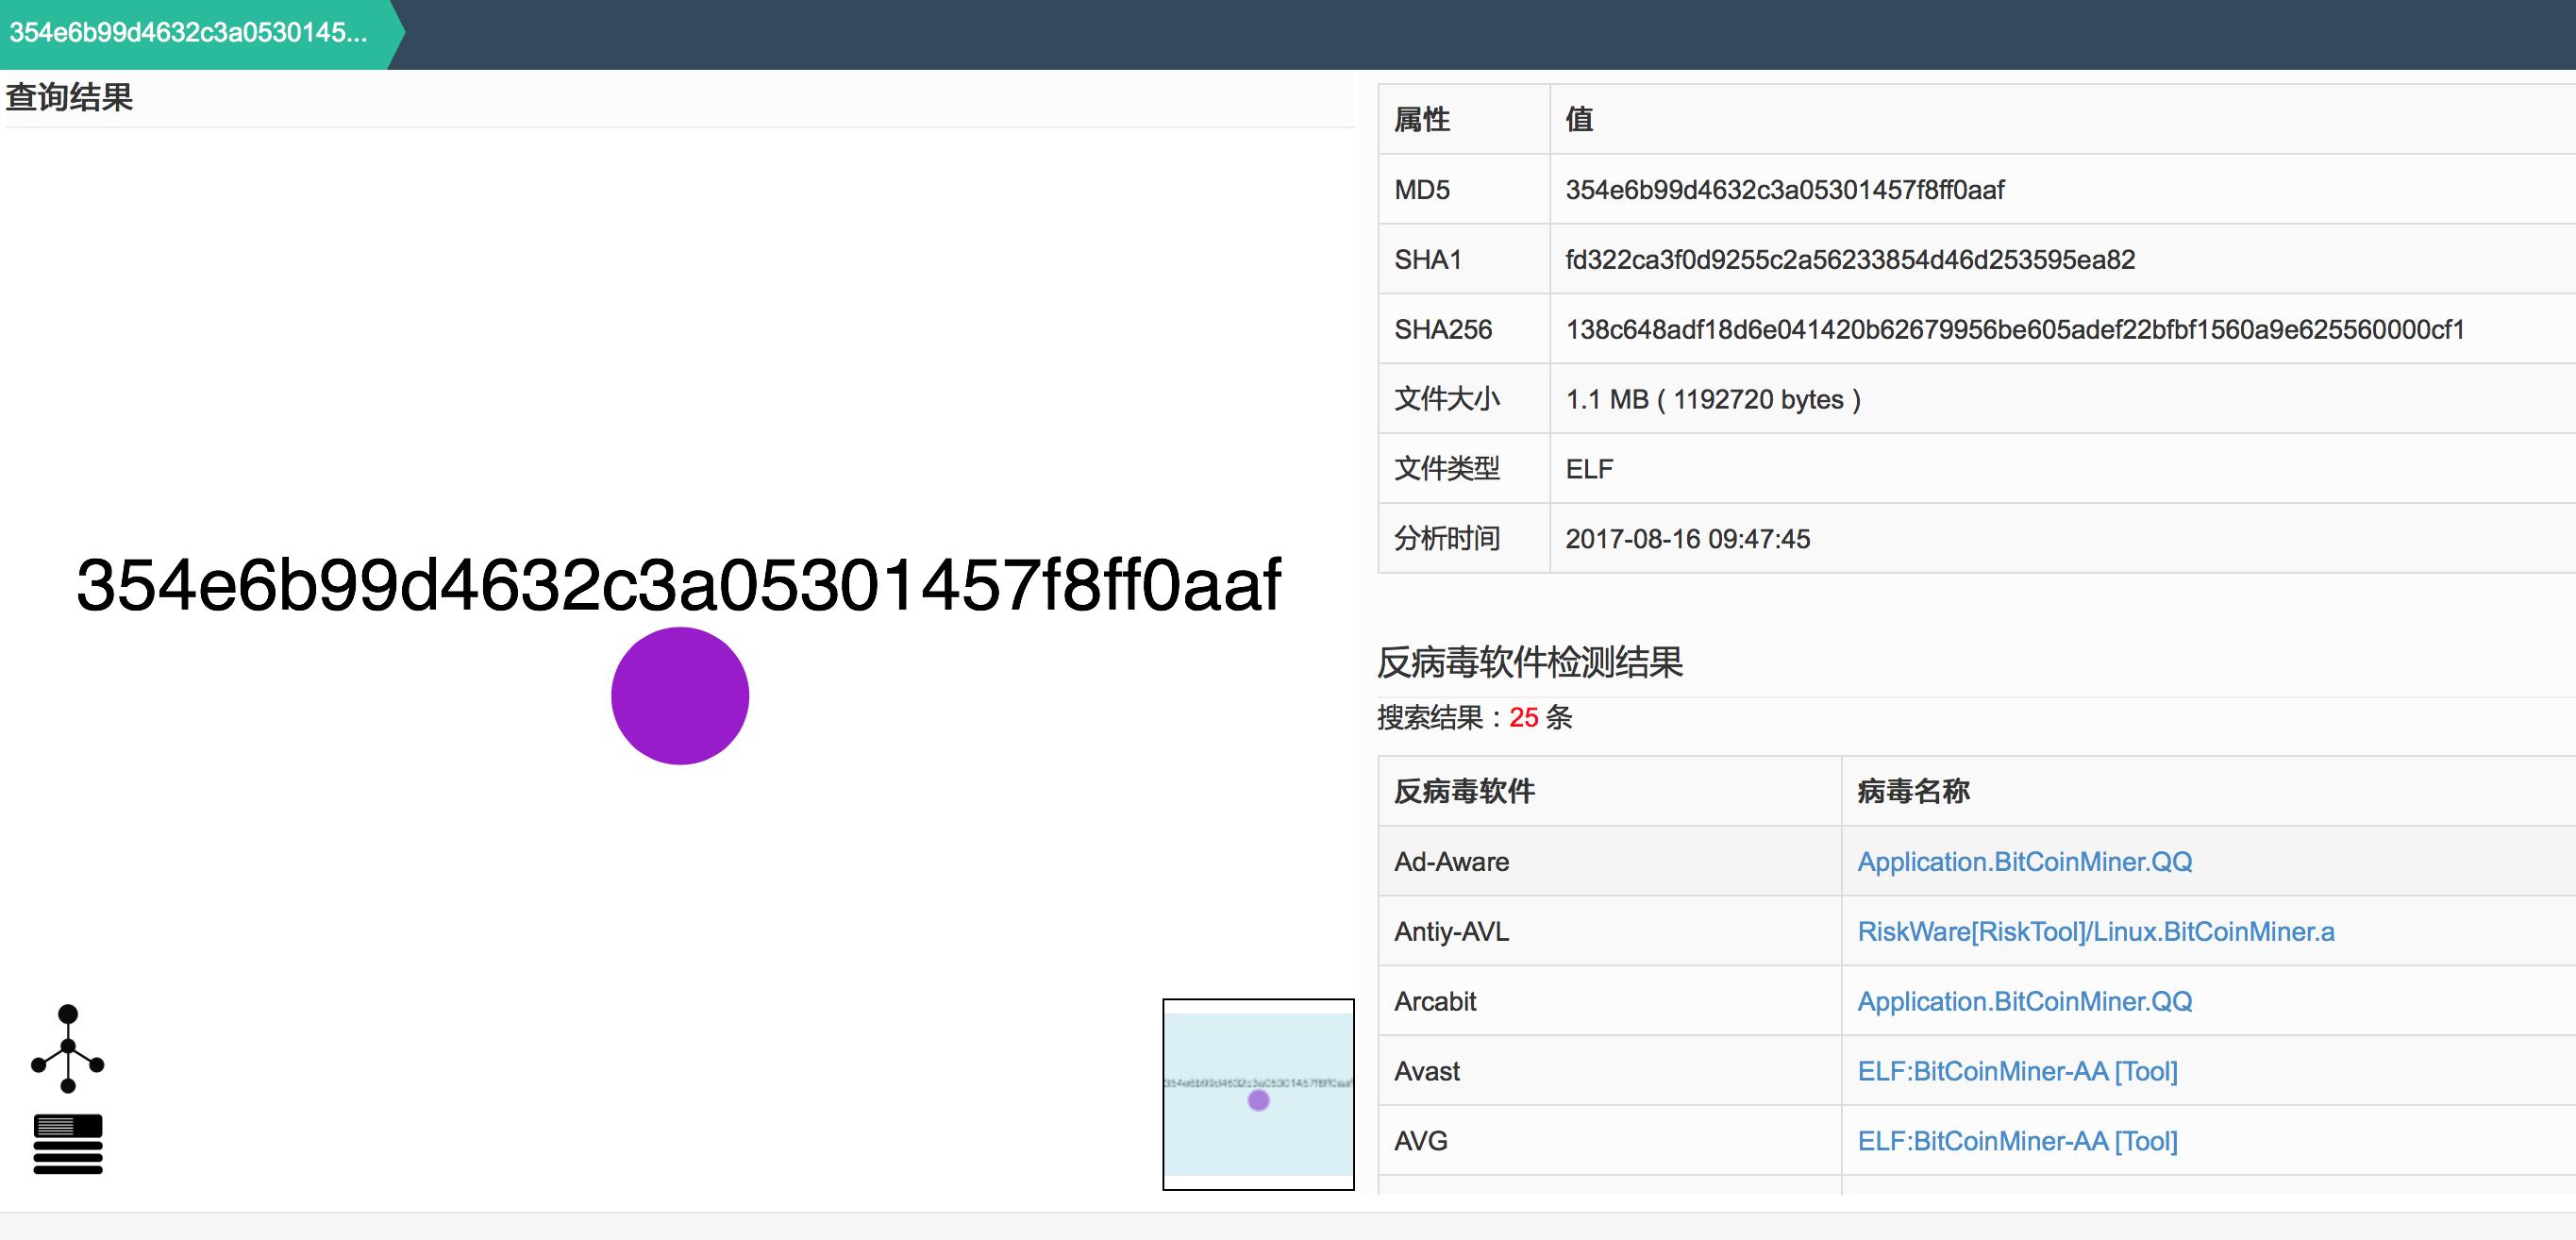 354e6b99d4632c3a0530145...
查询结果
354e6b99d4632c3a05301457f8ff0aaf
354e6b99d4632c3a05301457f8ff0aaf
属性 值
MD5 354e6b99d4632c3a05301457f8ff0aaf
SHA1 fd322ca3f0d9255c2a56233854d46d253595ea82
SHA256 138c648adf18d6e041420b62679956be605adef22bfbf1560a9e625560000cf1
文件大小 1.1 MB ( 1192720 bytes )
文件类型 ELF
分析时间 2017-08-16 09:47:45
反病毒软件检测结果
搜索结果：25 条
反病毒软件 病毒名称
Ad-Aware Application.BitCoinMiner.QQ
Antiy-AVL RiskWare[RiskTool]/Linux.BitCoinMiner.a
Arcabit Application.BitCoinMiner.QQ
Avast ELF:BitCoinMiner-AA [Tool]
AVG ELF:BitCoinMiner-AA [Tool]